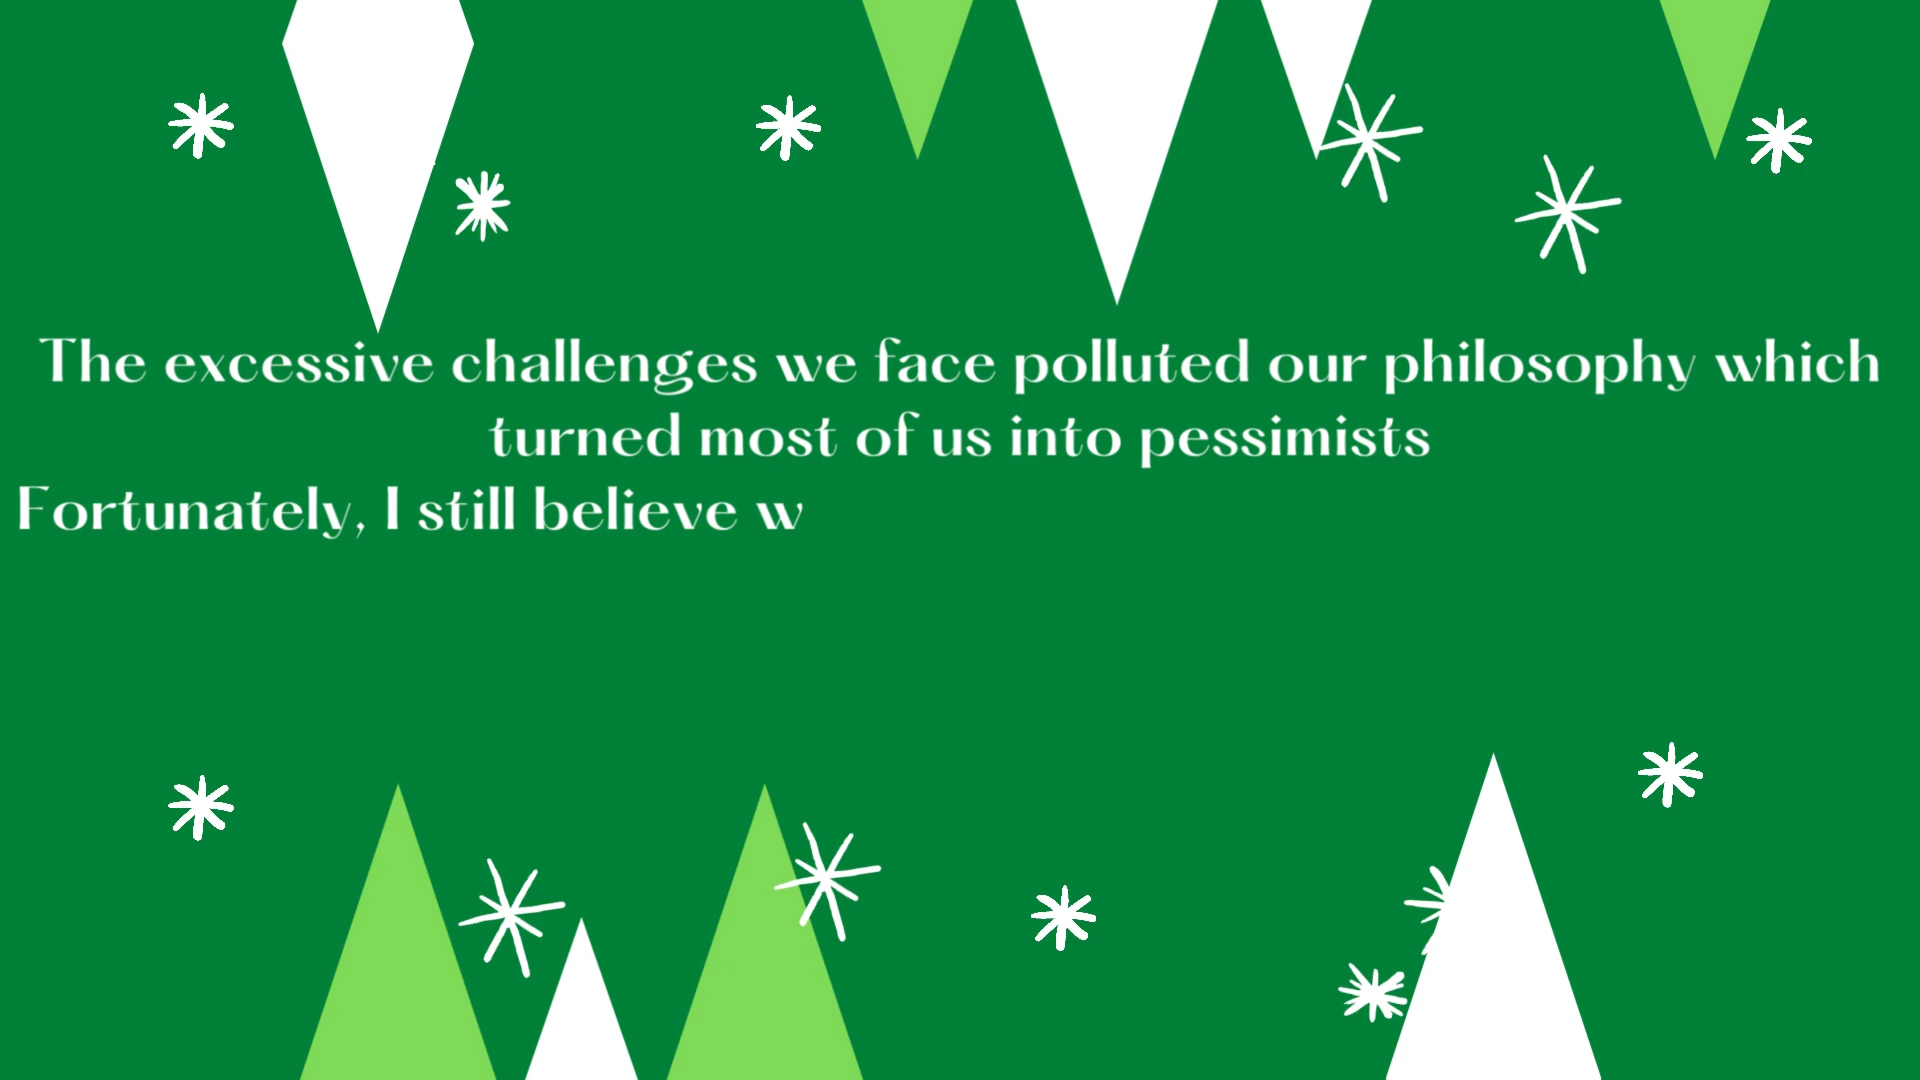 The excessive challenges we face polluted our philosophy which
turned most of us into pessimists
Fortunately, I still believe w